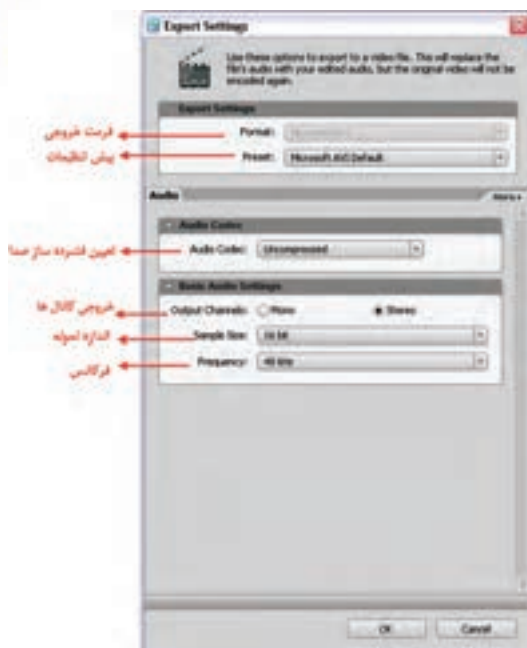 Export Settings
Use these options to export to a video file. This will replace the
file's audio with your edited audio, but the original video will not be
encoded again.
Export Settings
فرمت خروجی
Format:
پیش تنظیمات
Preset: Microsoft AVI Default
Audio
تعیین فشرده ساز صدا
Audio Codec
Audio Codec: Uncompressed
Basic Audio Settings
خروجی کانال ها
Output Channels: Mono Stereo
اندازه نمونه
Sample Size: 16 bit
فرکانس
Frequency: 48 kHz
OK Cancel